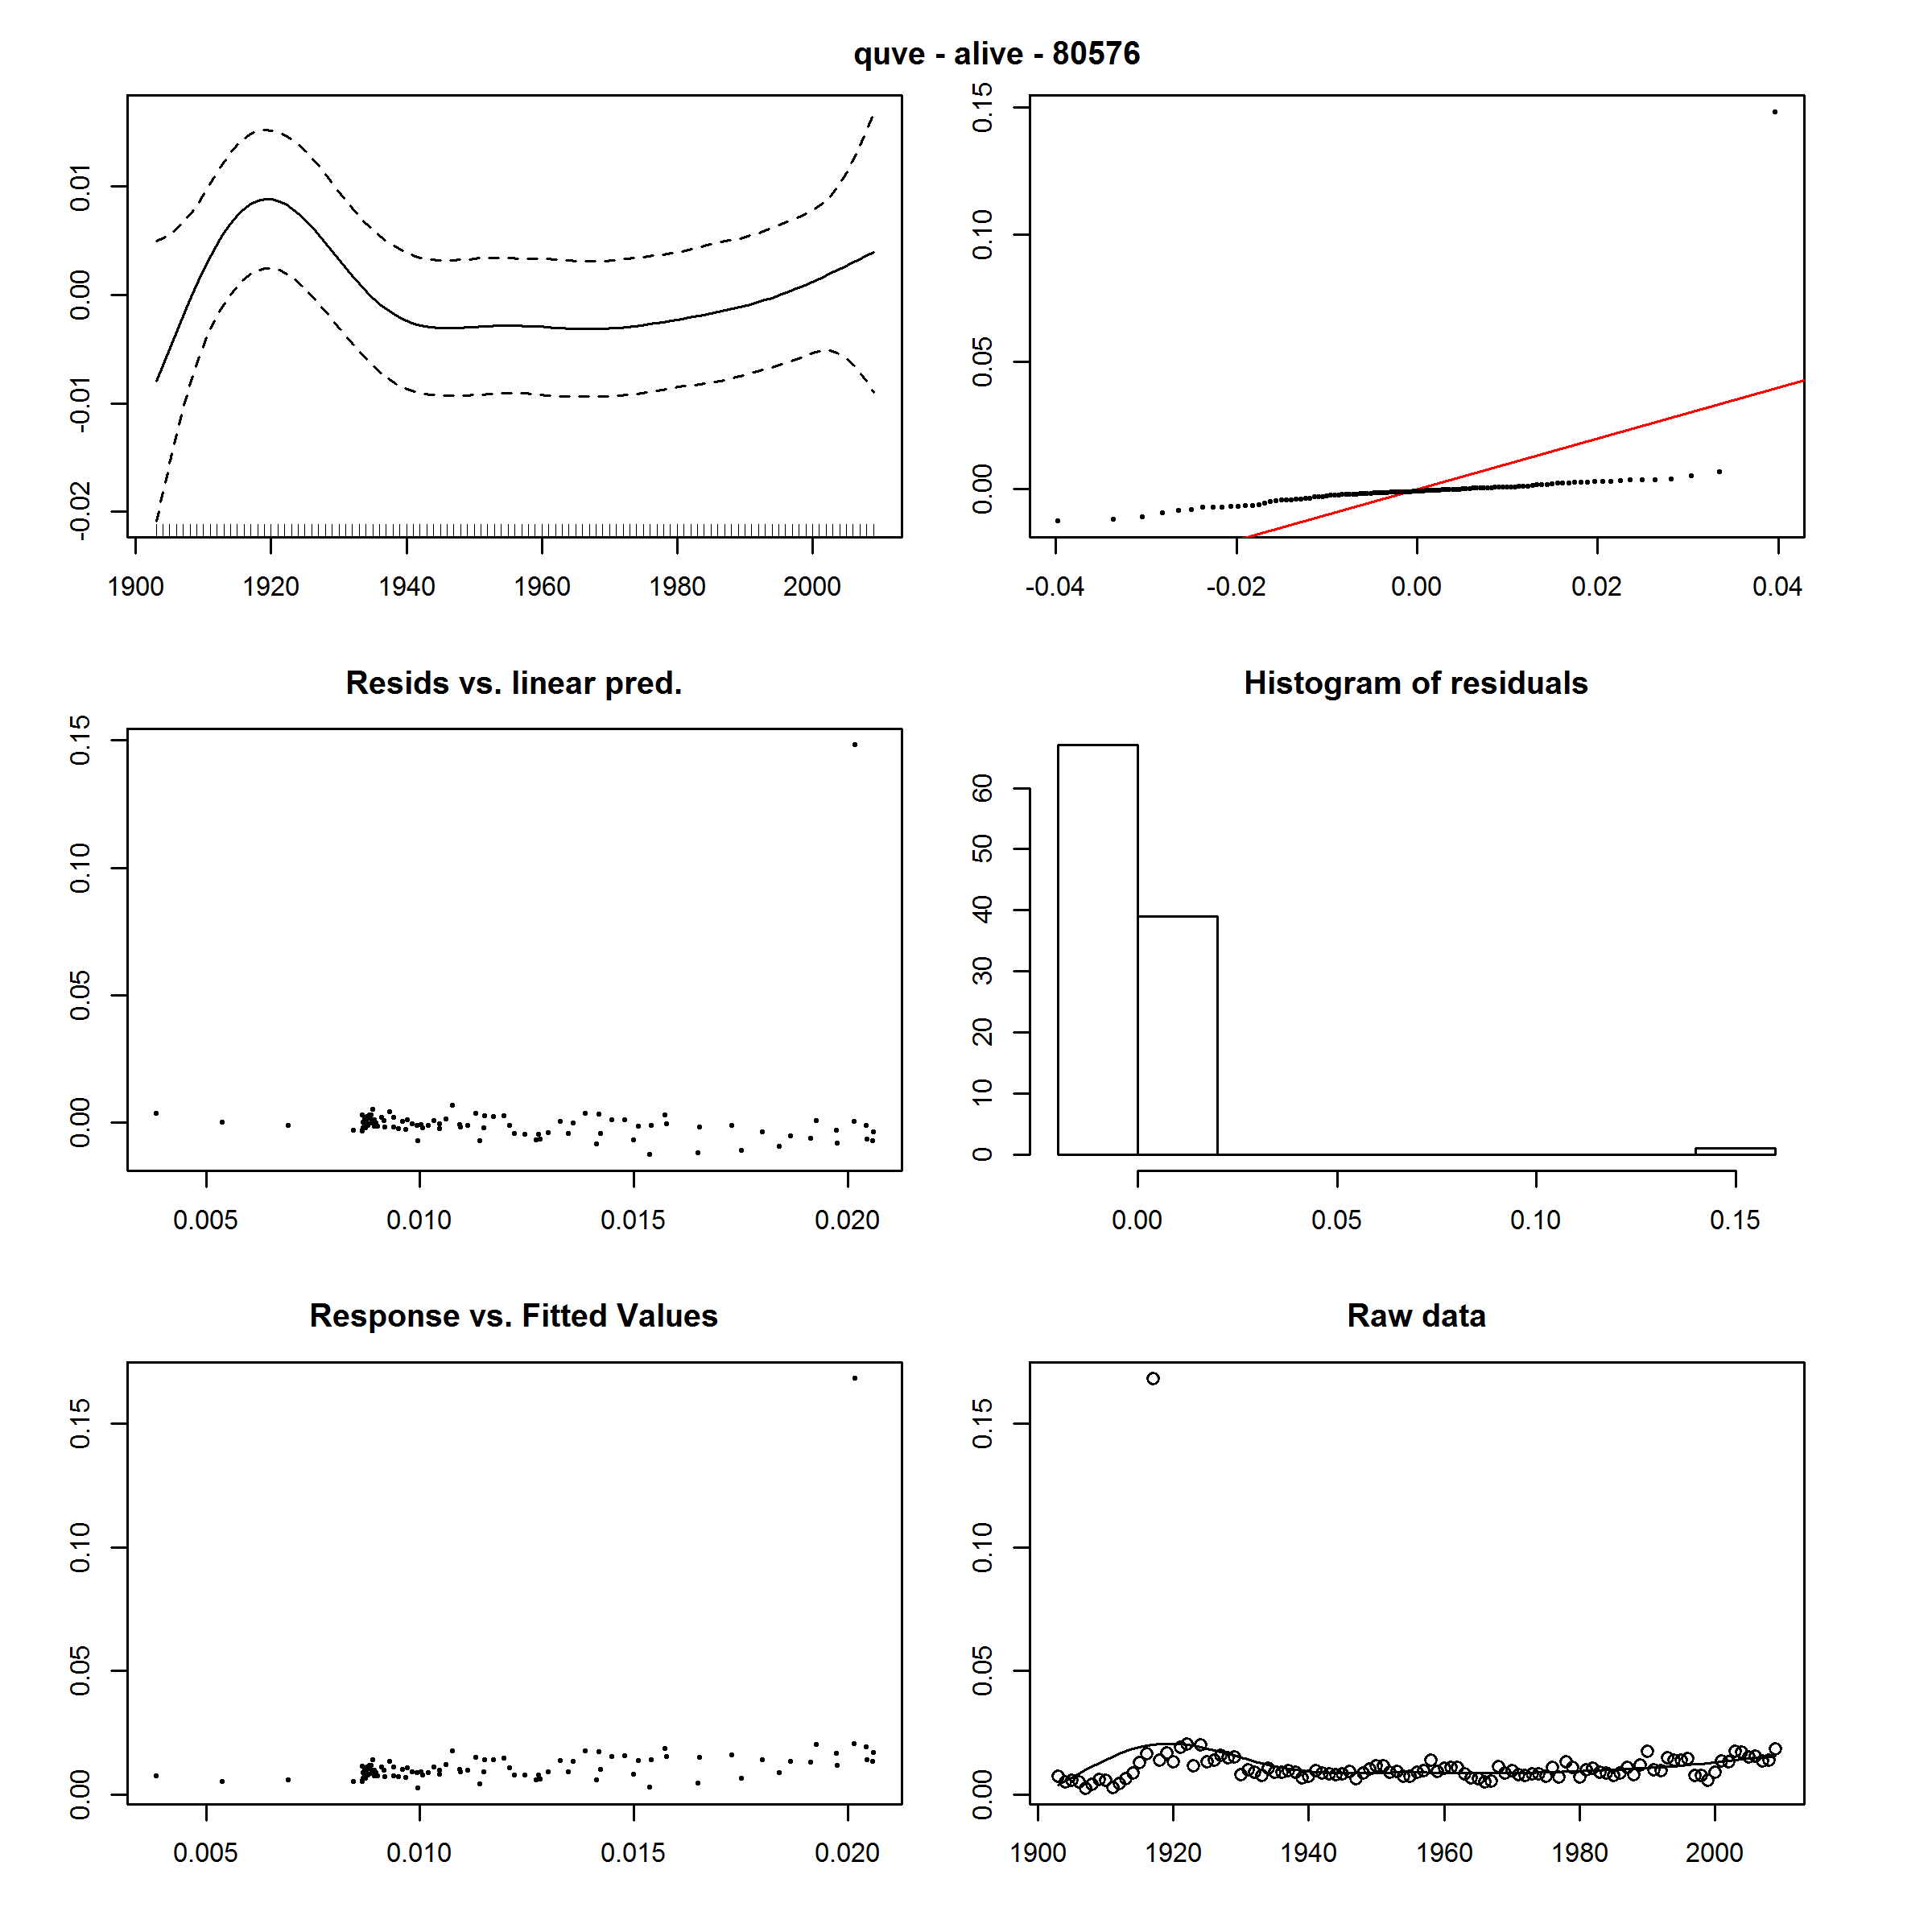 quve - alive - 80576
0.01
0.00
-0.01
-0.02
1900 1920 1940 1960 1980 2000
0.15
0.10
0.05
0.00
-0.04 -0.02 0.00 0.02 0.04
Resids vs. linear pred.
0.15
0.10
0.05
0.00
0.005 0.010 0.015 0.020
Histogram of residuals
60
50
40
30
20
10
0
0.00 0.05 0.10 0.15
Response vs. Fitted Values
0.15
0.10
0.05
0.00
0.005 0.010 0.015 0.020
Raw data
0.15
0.10
0.05
0.00
1900 1920 1940 1960 1980 2000